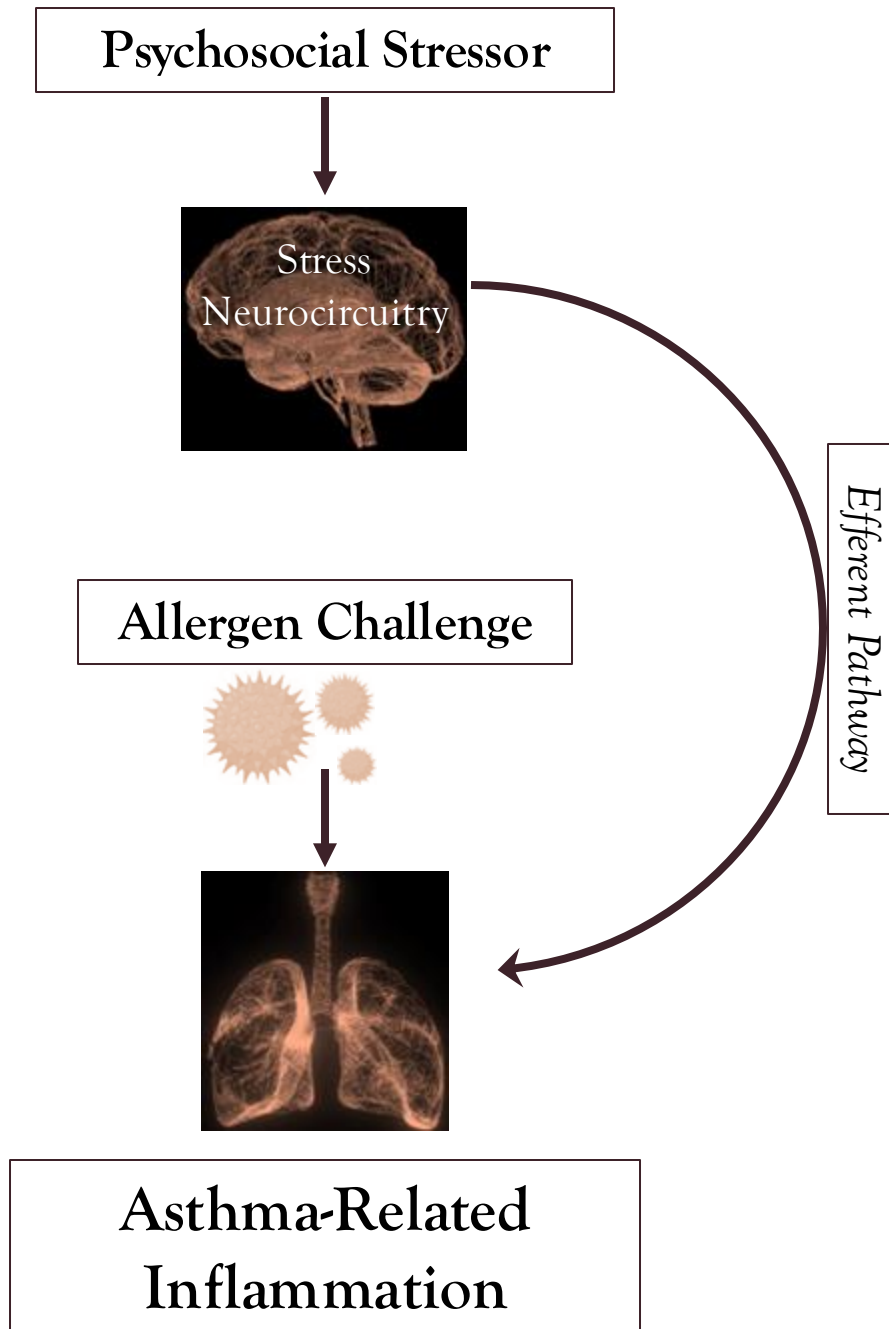 Psychosocial Stressor
Stress
Neurocircuitry
Efferent Pathway
Allergen Challenge
Asthma-Related
Inflammation